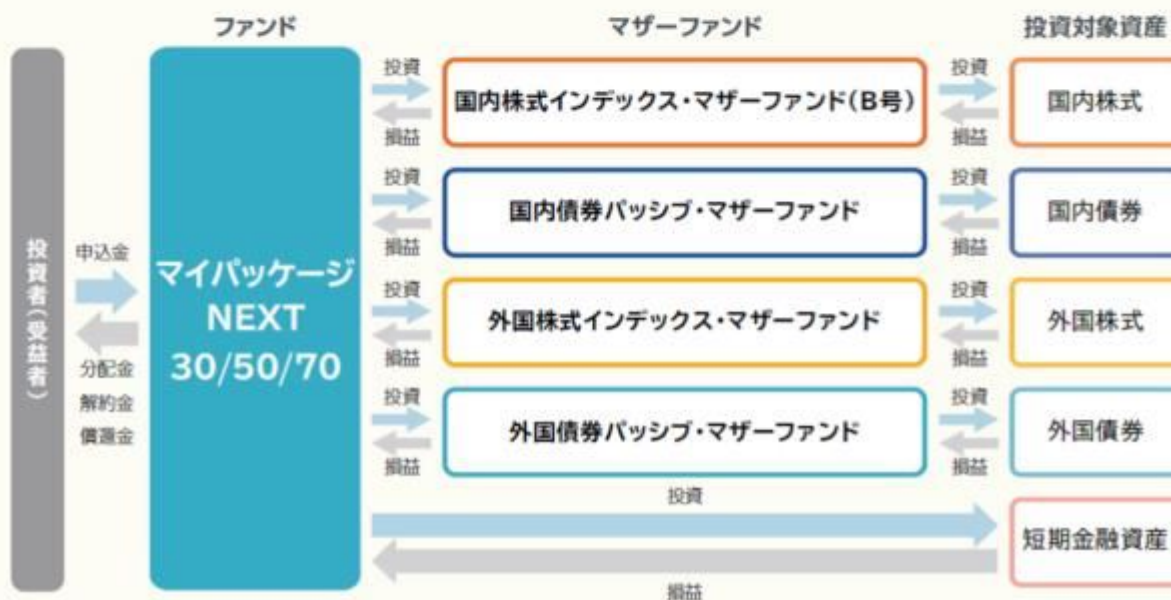 ファンド
マザーファンド
投資対象資産
投資者(受益者)
申込金
分配金
解約金
償還金
マイパッケージ
NEXT
30/50/70
投資
国内株式インデックス・マザーファンド(B号)
損益
投資
国内株式
損益
投資
国内債券パッシブ・マザーファンド
損益
投資
国内債券
損益
投資
外国株式インデックス・マザーファンド
損益
投資
外国株式
損益
投資
外国債券パッシブ・マザーファンド
損益
投資
外国債券
損益
投資
短期金融資産
損益